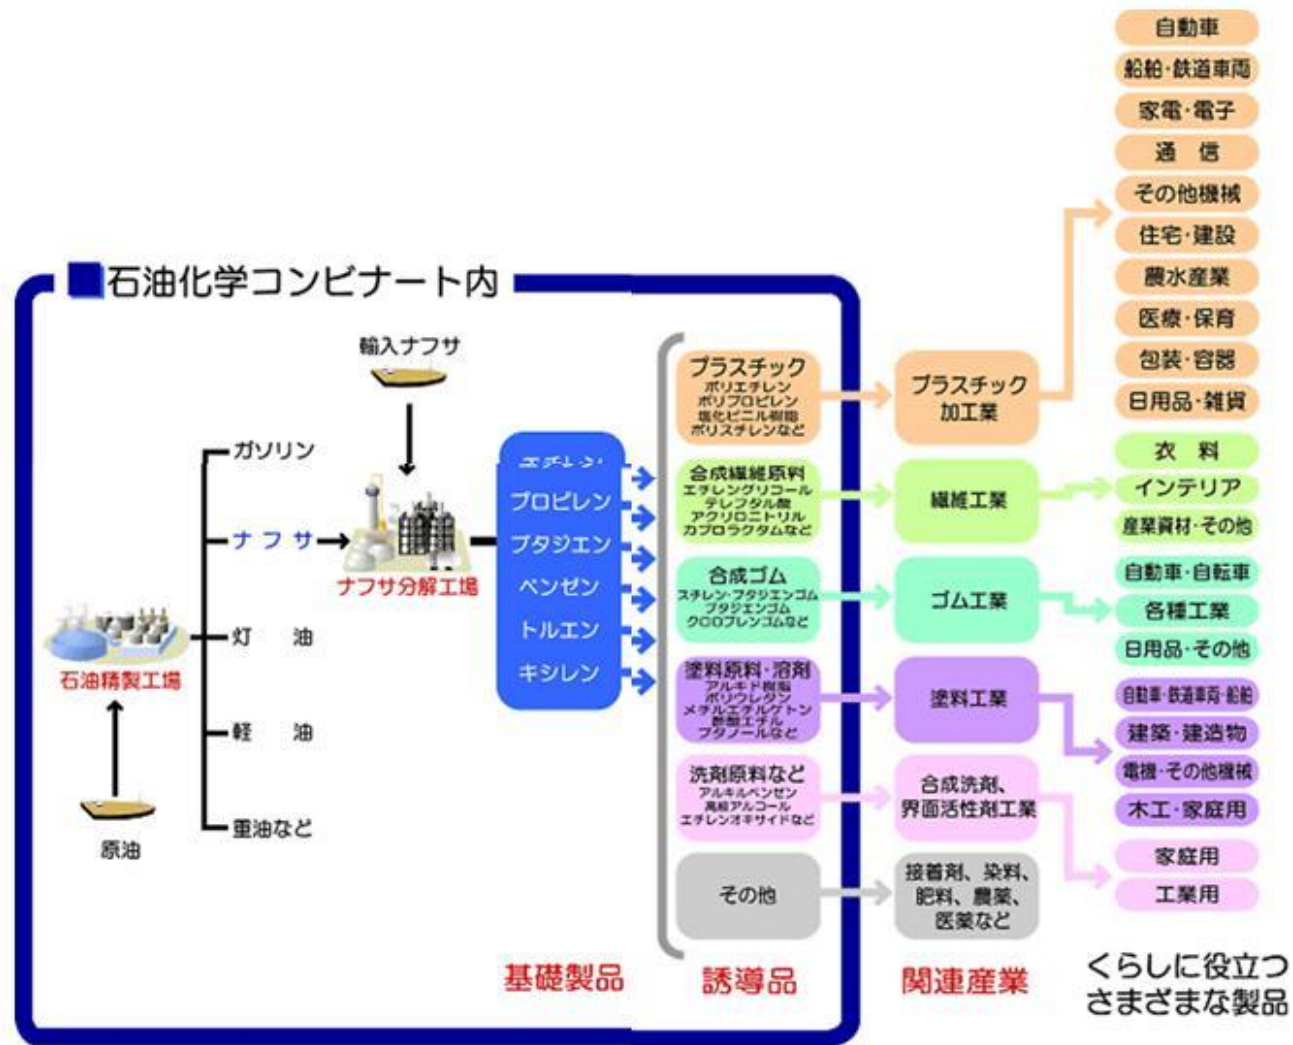 ■石油化学コンビナート内
輸入ナフサ
ガソリン
ナフサ
灯 油
軽 油
重油など
石油精製工場
原油
ナフサ分解工場
エチレン
プロピレン
ブタジエン
ベンゼン
トルエン
キシレン
基礎製品
プラスチック
ポリエチレン
ポリプロピレン
塩化ビニル樹脂
ポリスチレンなど
合成繊維原料
エチレングリコール
テレフタル酸
アクリロニトリル
カプロラクタムなど
合成ゴム
スチレン・ブタジエンゴム
ブタジエンゴム
クロロプレンゴムなど
塗料原料・溶剤
アルキド樹脂
ポリウレタン
メチルエチルケトン
酢酸エチル
ブタノールなど
洗剤原料など
アルキルベンゼン
高級アルコール
エチレンオキサイドなど
その他
誘導品
プラスチック
加工業
繊維工業
ゴム工業
塗料工業
合成洗剤、
界面活性剤工業
接着剤、染料、
肥料、農薬、
医薬など
関連産業
自動車
船舶・鉄道車両
家電・電子
通 信
その他機械
住宅・建設
農水産業
医療・保育
包装・容器
日用品・雑貨
衣 料
インテリア
産業資材・その他
自動車・自転車
各種工業
日用品・その他
自動車・鉄道車両・船舶
建築・建造物
電機・その他機械
木工・家庭用
家庭用
工業用
くらしに役立つ
さまざまな製品